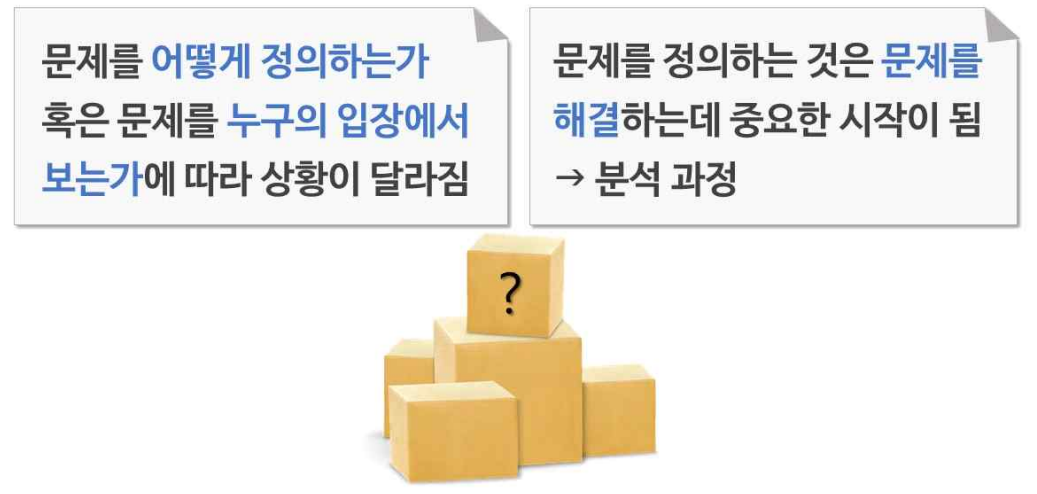 문제를 어떻게 정의하는가
혹은 문제를 누구의 입장에서
보는가에 따라 상황이 달라짐
문제를 정의하는 것은 문제를
해결하는데 중요한 시작이 됨
→ 분석 과정
?